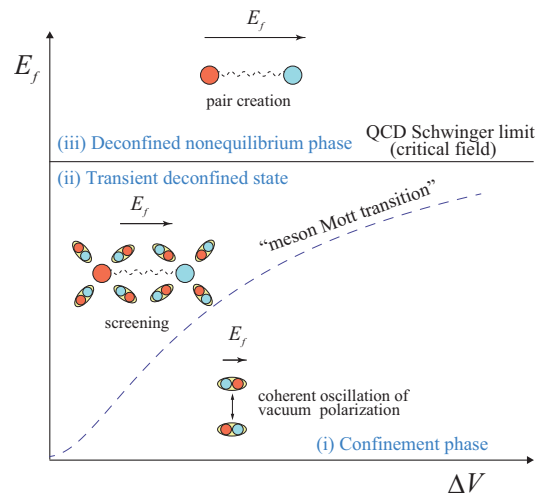 E_f
E_f
pair creation
QCD Schwinger limit
(critical field)
(iii) Deconfined nonequilibrium phase
(ii) Transient deconfined state
E_f
"meson Mott transition"
screening
E_f
coherent oscillation of
vacuum polarization
(i) Confinement phase
ΔV